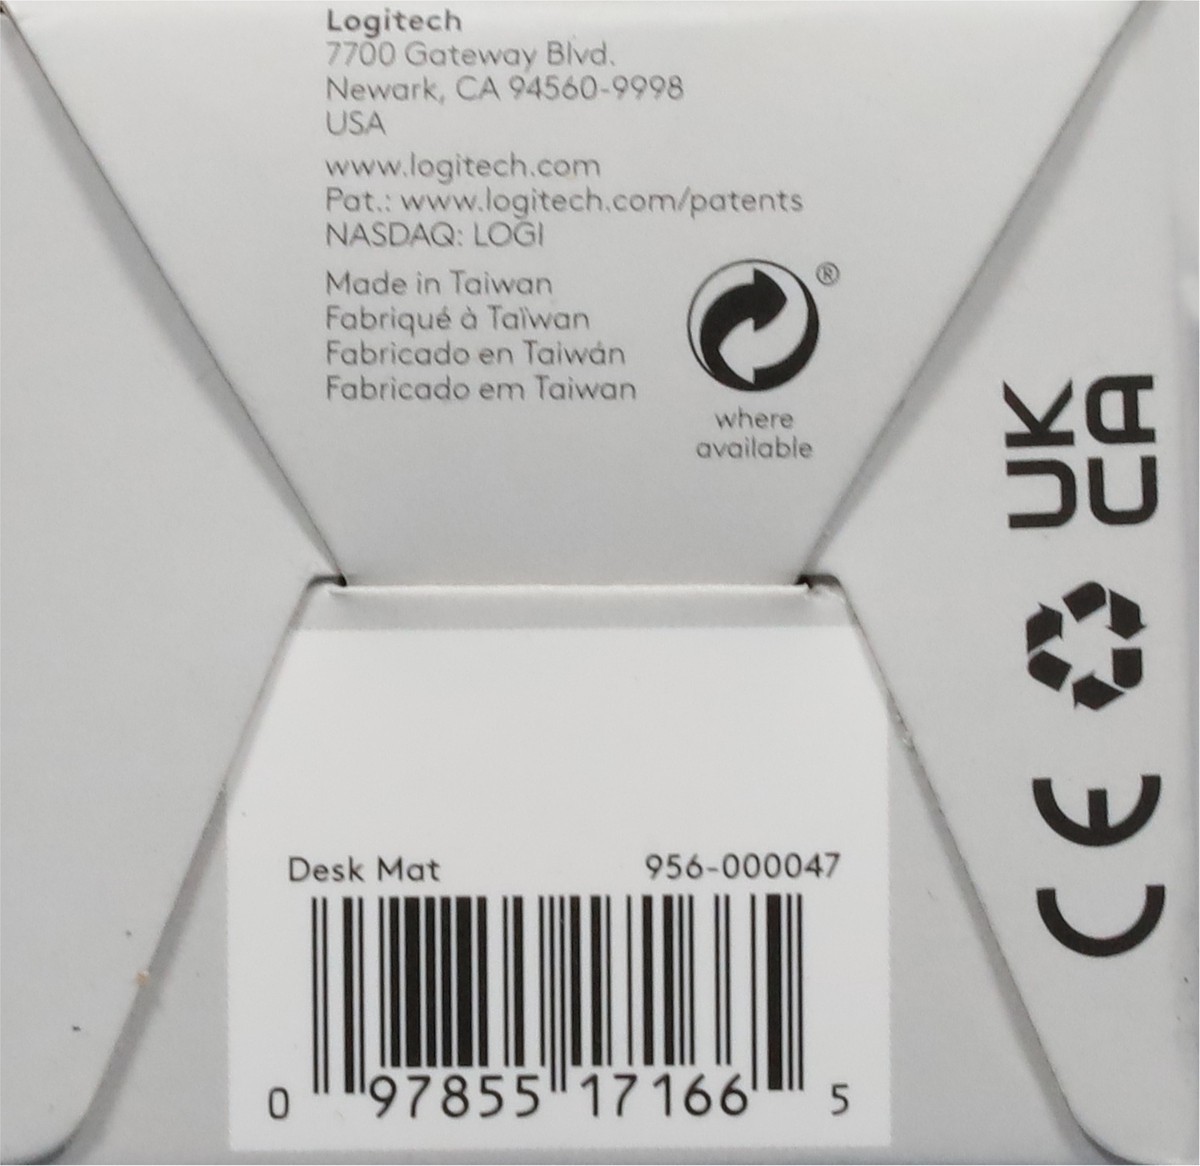 Logitech
7700 Gateway Blvd.
Newark, CA 94560-9998
USA
www.logitech.com
Pat.: www.logitech.com/patents
NASDAQ: LOGI
Made in Taiwan
Fabriqué à Taïwan
Fabricado en Taiwán
Fabricado em Taiwan
®
where
available
UK
CA
CE
Desk Mat 956-000047
0 97855 17166 5